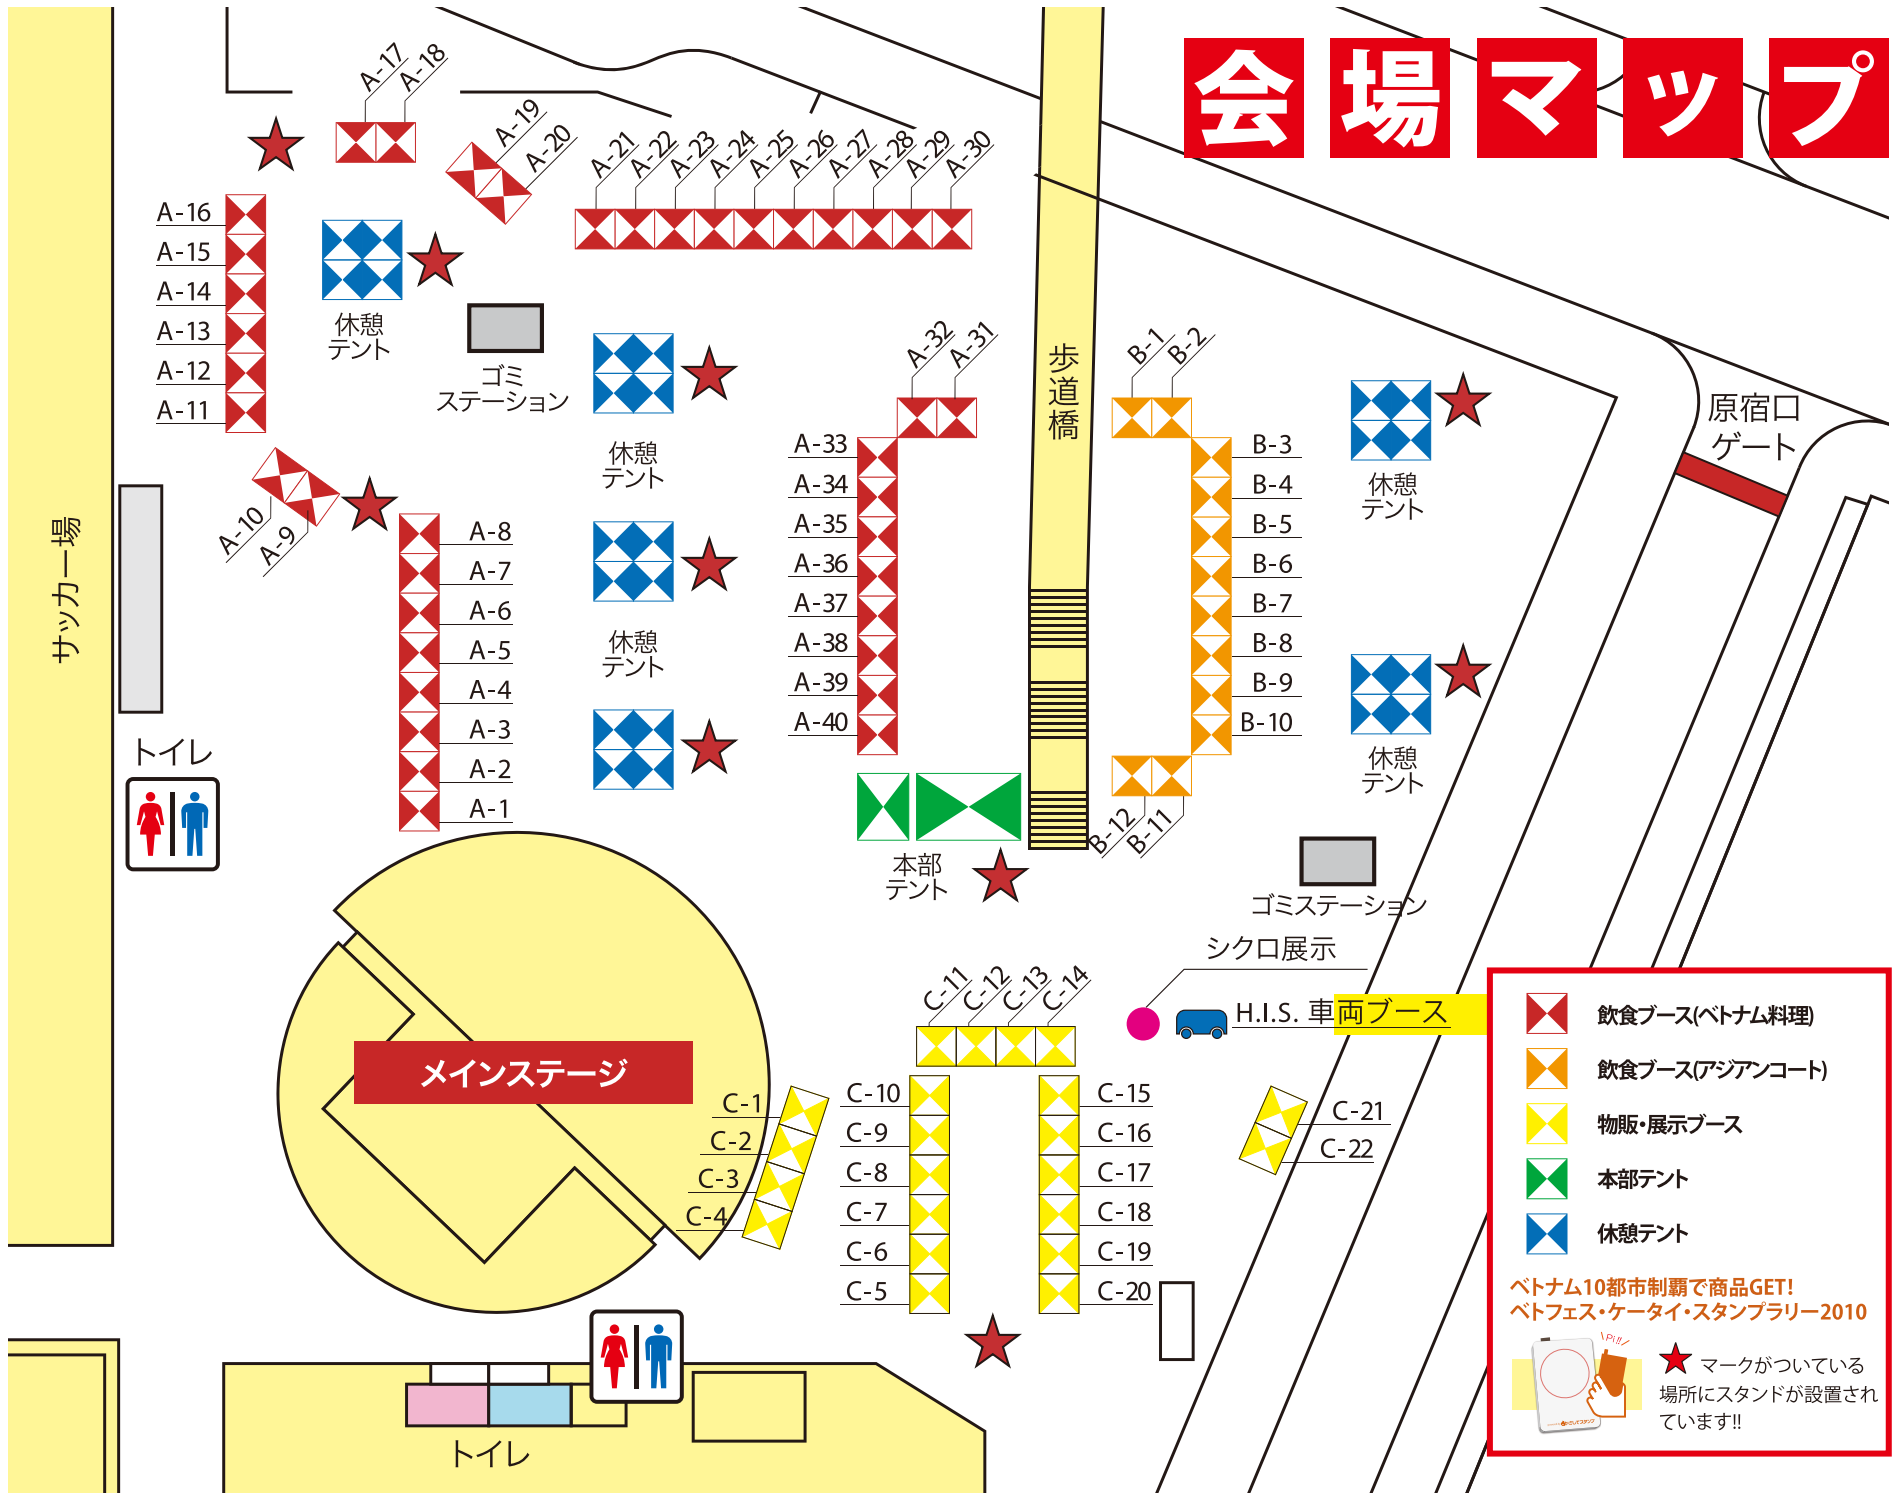 会場マップ
A-17
A-18
A-19
A-20
A-21
A-22
A-23
A-24
A-25
A-26
A-27
A-28
A-29
A-30
A-16
A-15
A-14
A-13
A-12
A-11
休憩
テント
ゴミ
ステーション
A-10
A-9
A-8
A-7
A-6
A-5
A-4
A-3
A-2
A-1
休憩
テント
休憩
テント
A-32
A-31
A-33
A-34
A-35
A-36
A-37
A-38
A-39
A-40
歩道橋
B-1
B-2
B-3
B-4
B-5
B-6
B-7
B-8
B-9
B-10
B-12
B-11
休憩
テント
休憩
テント
原宿口
ゲート
サッカー場
トイレ
本部
テント
ゴミステーション
シクロ展示
H.I.S. 車両ブース
メインステージ
C-1
C-2
C-3
C-4
C-11
C-12
C-13
C-14
C-10
C-9
C-8
C-7
C-6
C-5
C-15
C-16
C-17
C-18
C-19
C-20
C-21
C-22
トイレ
飲食ブース(ベトナム料理)
飲食ブース(アジアンコート)
物販・展示ブース
本部テント
休憩テント
ベトナム10都市制覇で商品GET!
ベトフェス・ケータイ・スタンプラリー2010
Pi!!
マークがついている
場所にスタンドが設置され
ています!!